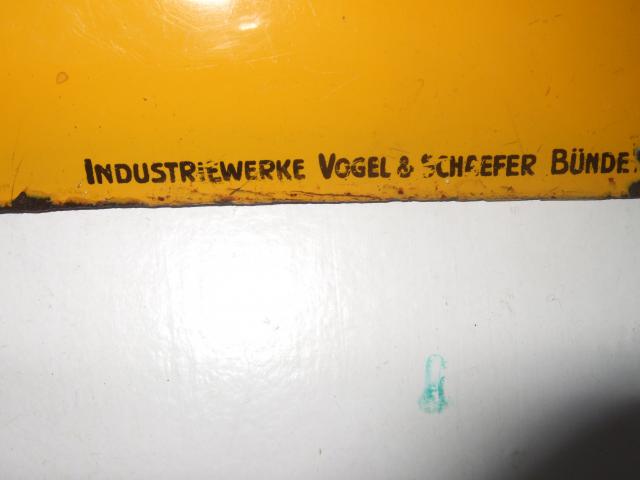 INDUSTRIEWERKE VOGEL & SCHAEFER BÜNDE